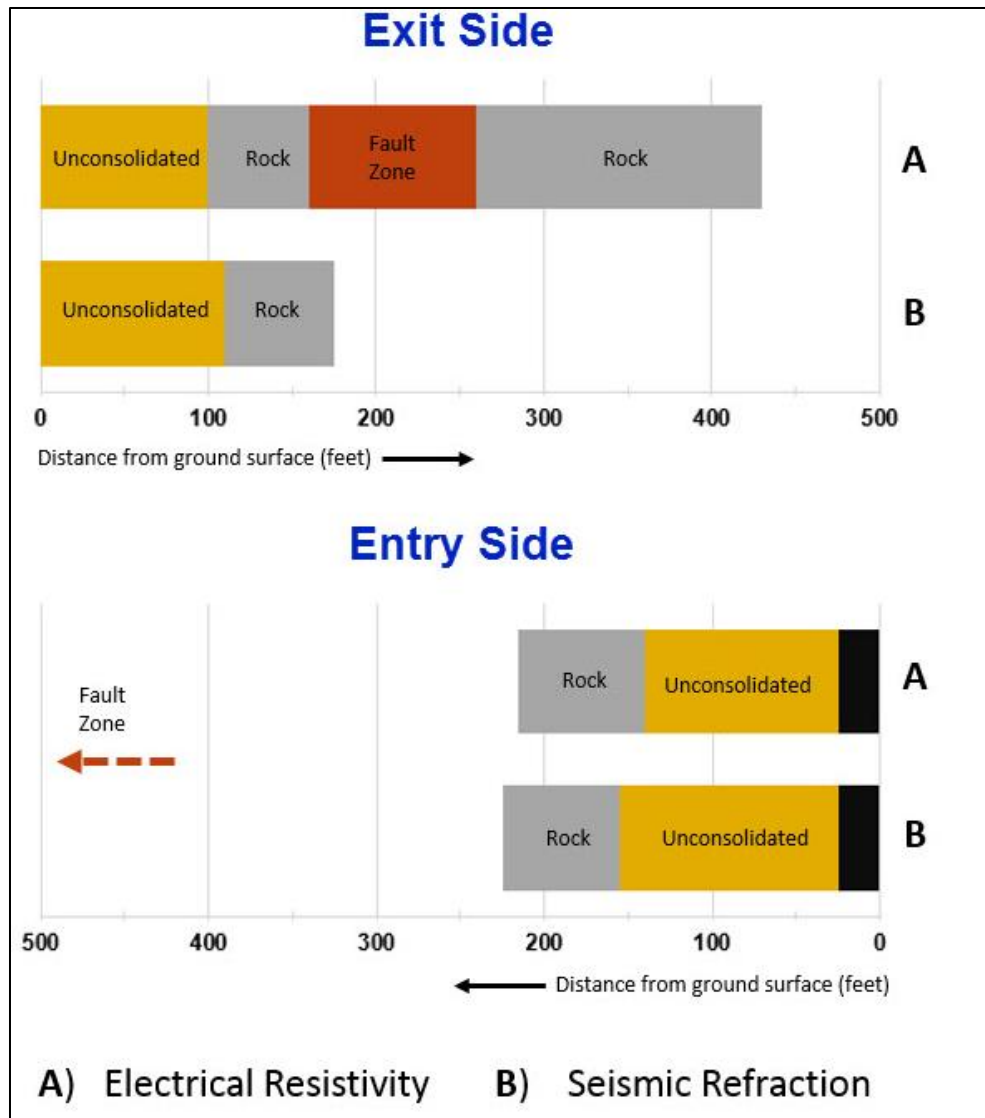 Exit Side
Unconsolidated
Rock
Fault
Zone
Rock
A
Unconsolidated
Rock
B
0 100 200 300 400 500
Distance from ground surface (feet)
Entry Side
Fault
Zone
Rock
Unconsolidated
A
Rock
Unconsolidated
B
500 400 300 200 100 0
Distance from ground surface (feet)
A) Electrical Resistivity B) Seismic Refraction